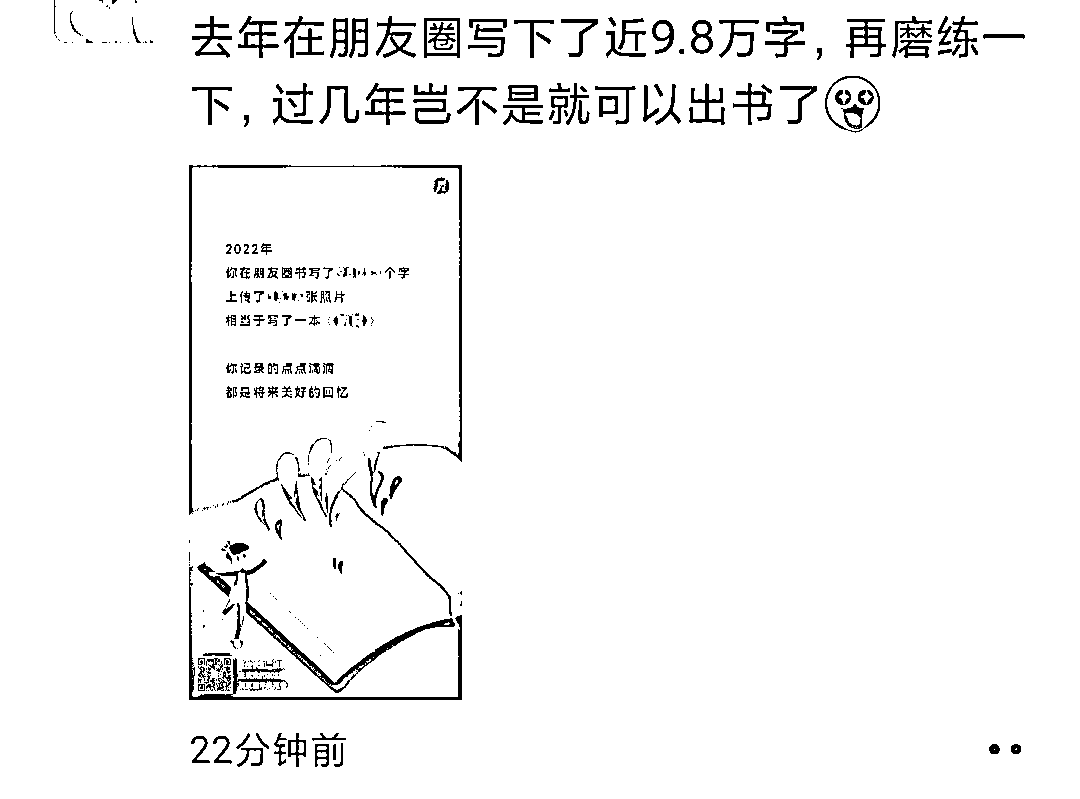 去年在朋友圈写下了近9.8万字，再磨练一
下，过几年岂不是就可以出书了
2022年
你在朋友圈书写了个字
上传了张照片
相当于写了一本
你记录的点点滴滴
都是将来美好的回忆
22分钟前